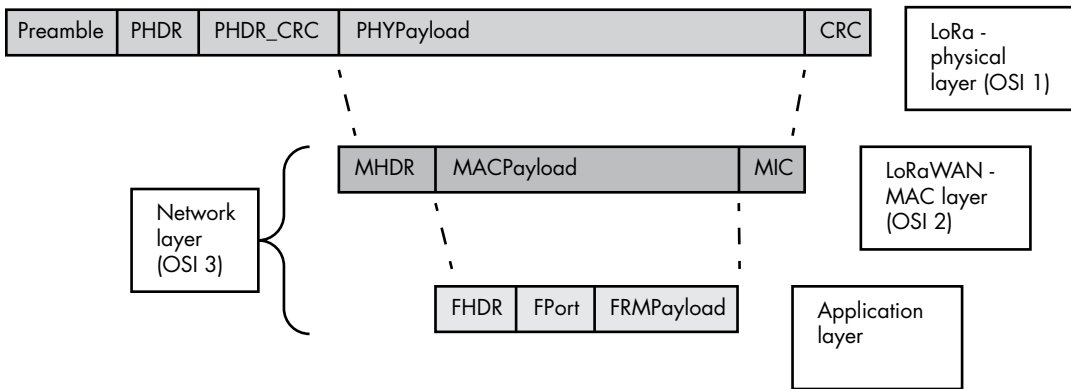 Preamble PHDR PHDR_CRC PHYPayload CRC
LoRa -
physical
layer (OSI 1)
MHDR MACPayload MIC
LoRaWAN -
MAC layer
(OSI 2)
Network
layer
(OSI 3)
FHDR FPort FRMPayload
Application
layer